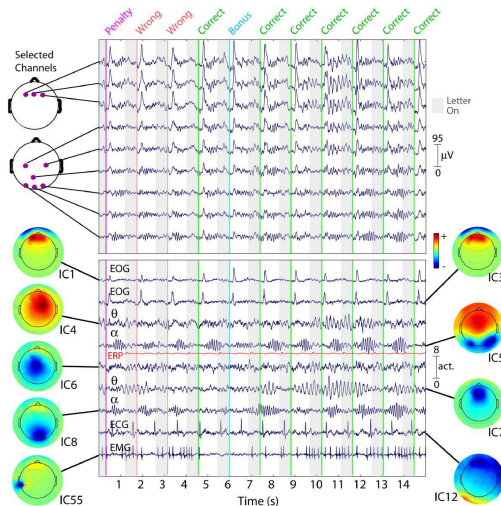 Penalty
Wrong
Wrong
Correct
Correct
Bonus
Correct
Correct
Correct
Correct
Correct
Correct
Selected
Channels
Letter
On
95
μV
0
+
-
EOG
IC1
EOG
IC3
IC4
θ
α
IC5
ERP
8
act.
0
IC6
θ
α
IC7
IC8
ECG
EMG
IC55
IC12
1 2 3 4 5 6 7 8 9 10 11 12 13 14
Time (s)